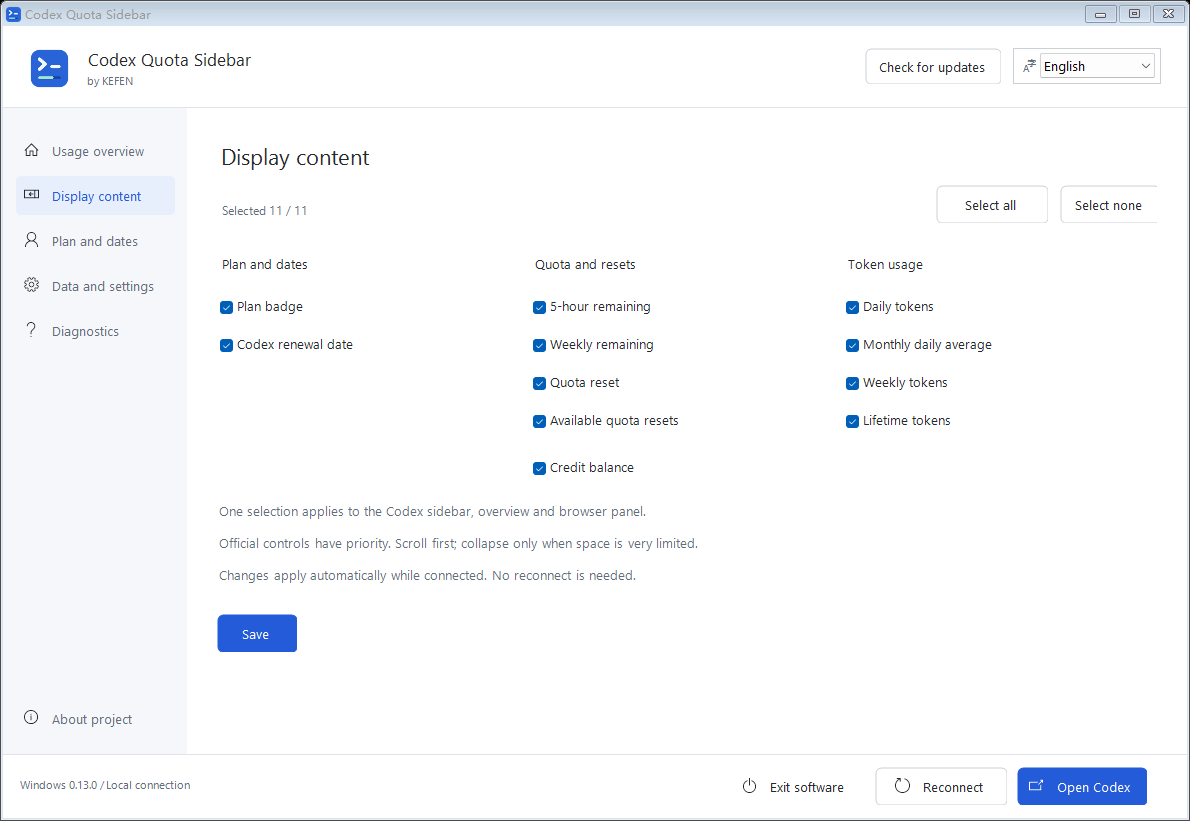 Codex Quota Sidebar
Codex Quota Sidebar
by KEFEN
Check for updates
English
Usage overview
Display content
Plan and dates
Data and settings
Diagnostics
About project
Display content
Selected 11 / 11
Select all
Select none
Plan and dates
Plan badge
Codex renewal date
Quota and resets
5-hour remaining
Weekly remaining
Quota reset
Available quota resets
Credit balance
Token usage
Daily tokens
Monthly daily average
Weekly tokens
Lifetime tokens
One selection applies to the Codex sidebar, overview and browser panel.
Official controls have priority. Scroll first; collapse only when space is very limited.
Changes apply automatically while connected. No reconnect is needed.
Save
Windows 0.13.0 / Local connection
Exit software
Reconnect
Open Codex